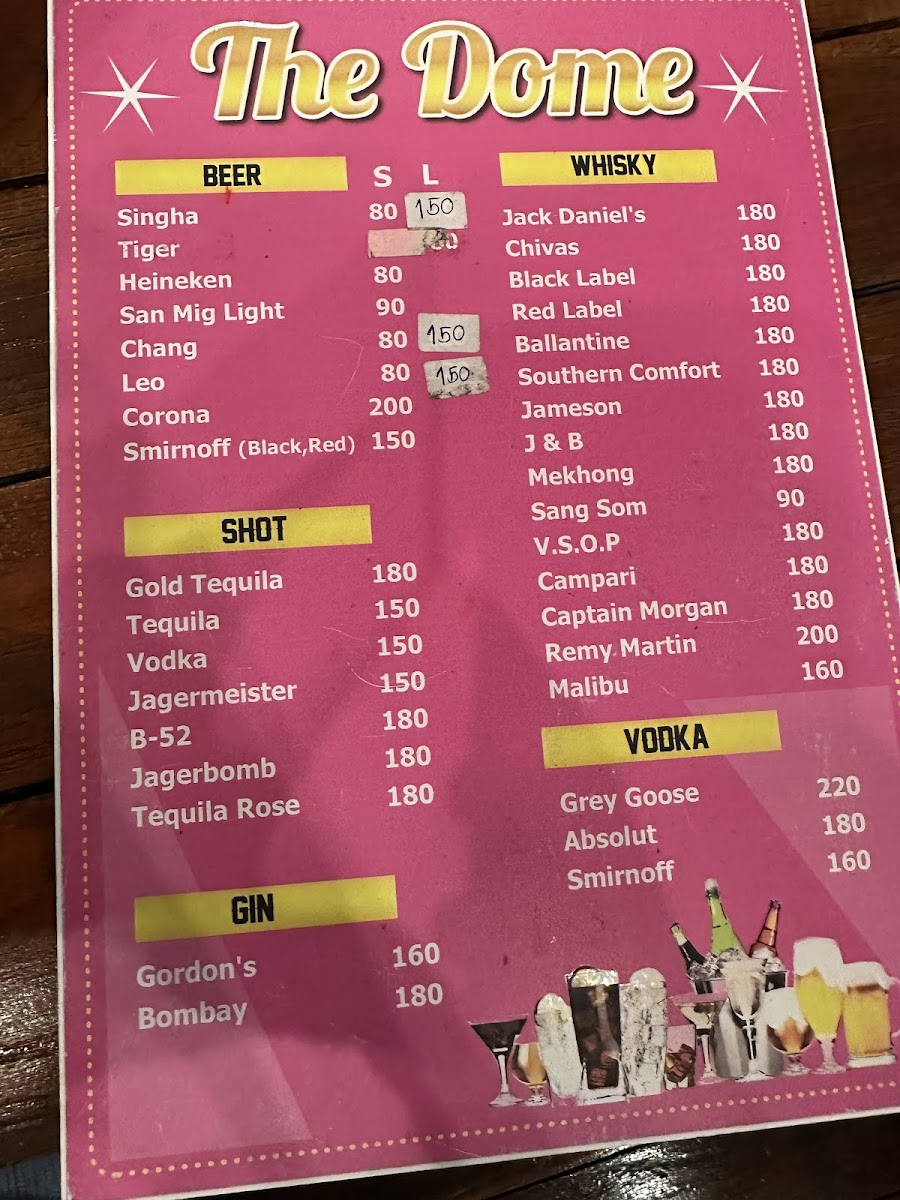 The Dome
BEER S L
Singha 80 150
Tiger
Heineken 80
San Mig Light 90
Chang 80 150
Leo 80 150
Corona 200
Smirnoff (Black,Red) 150
SHOT
Gold Tequila 180
Tequila 150
Vodka 150
Jagermeister 150
B-52 180
Jagerbomb 180
Tequila Rose 180
GIN
Gordon's 160
Bombay 180
WHISKY
Jack Daniel's 180
Chivas 180
Black Label 180
Red Label 180
Ballantine 180
Southern Comfort 180
Jameson 180
J & B 180
Mekhong 180
Sang Som 90
V.S.O.P 180
Campari 180
Captain Morgan 180
Remy Martin 200
Malibu 160
VODKA
Grey Goose 220
Absolut 180
Smirnoff 160